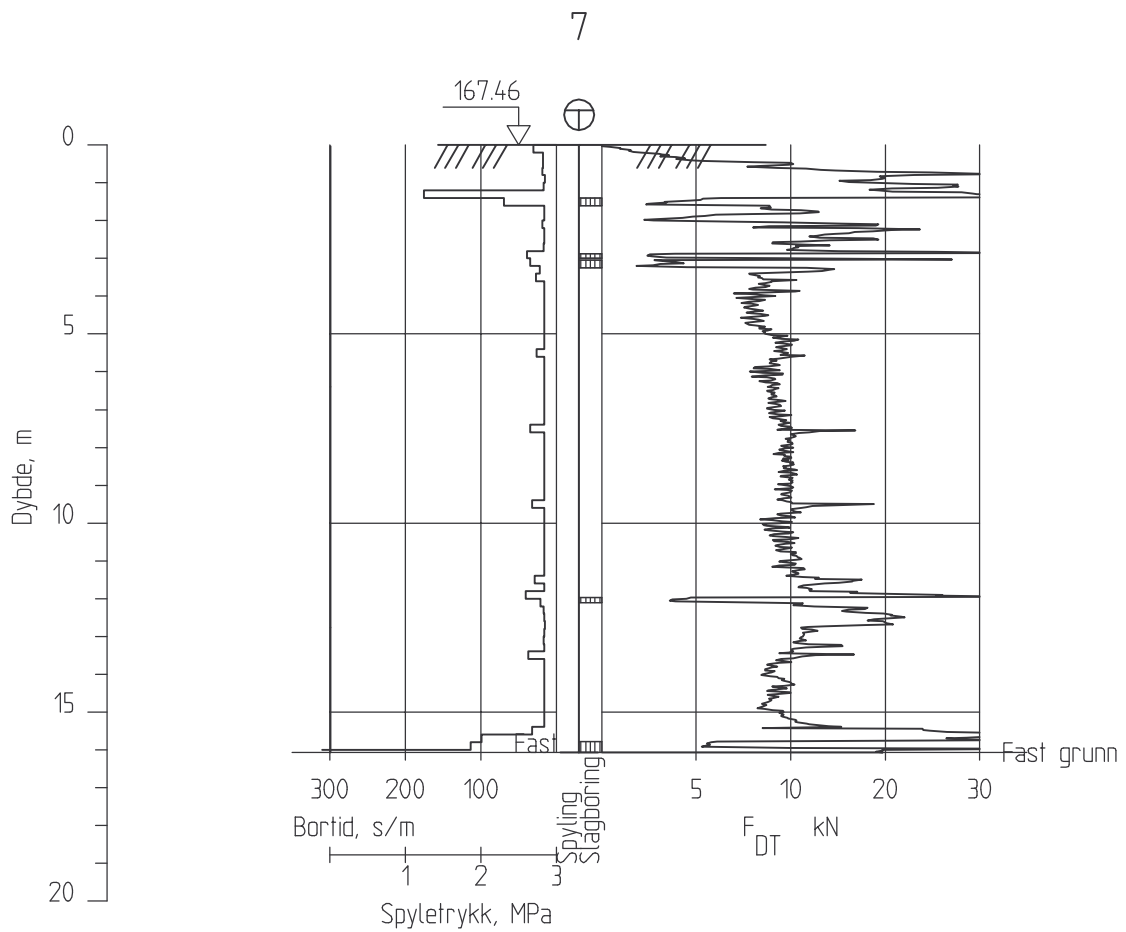 7
167.46
0
5
10
15
20
Dybde, m
Fast
Fast grunn
300 200 100
5 10 20 30
Bortid, s/m
Spyling
Slagboring
F DT kN
1 2 3
Spyletrykk, MPa